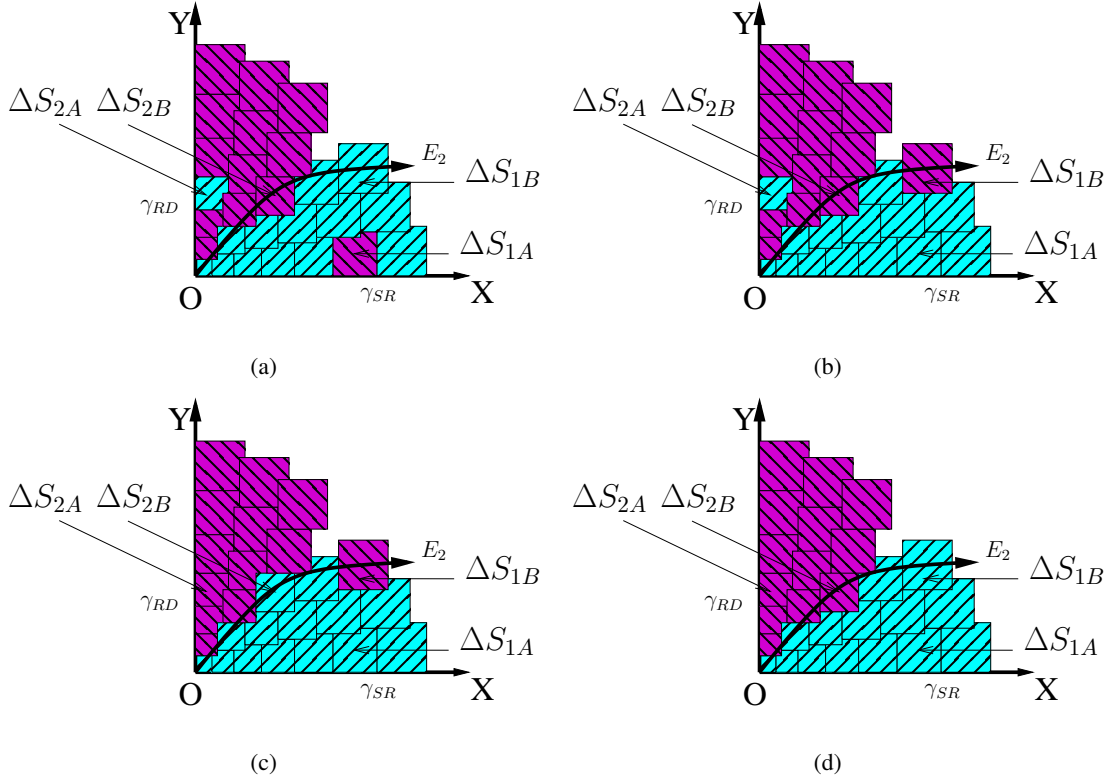 Y Y
ΔS₂A ΔS₂B ΔS₂A ΔS₂B
E₂ E₂
ΔS₁B ΔS₁B
γRD γRD
ΔS₁A ΔS₁A
O γSR X O γSR X
(a) (b)
Y Y
ΔS₂A ΔS₂B ΔS₂A ΔS₂B
E₂ E₂
ΔS₁B ΔS₁B
γRD γRD
ΔS₁A ΔS₁A
O γSR X O γSR X
(c) (d)